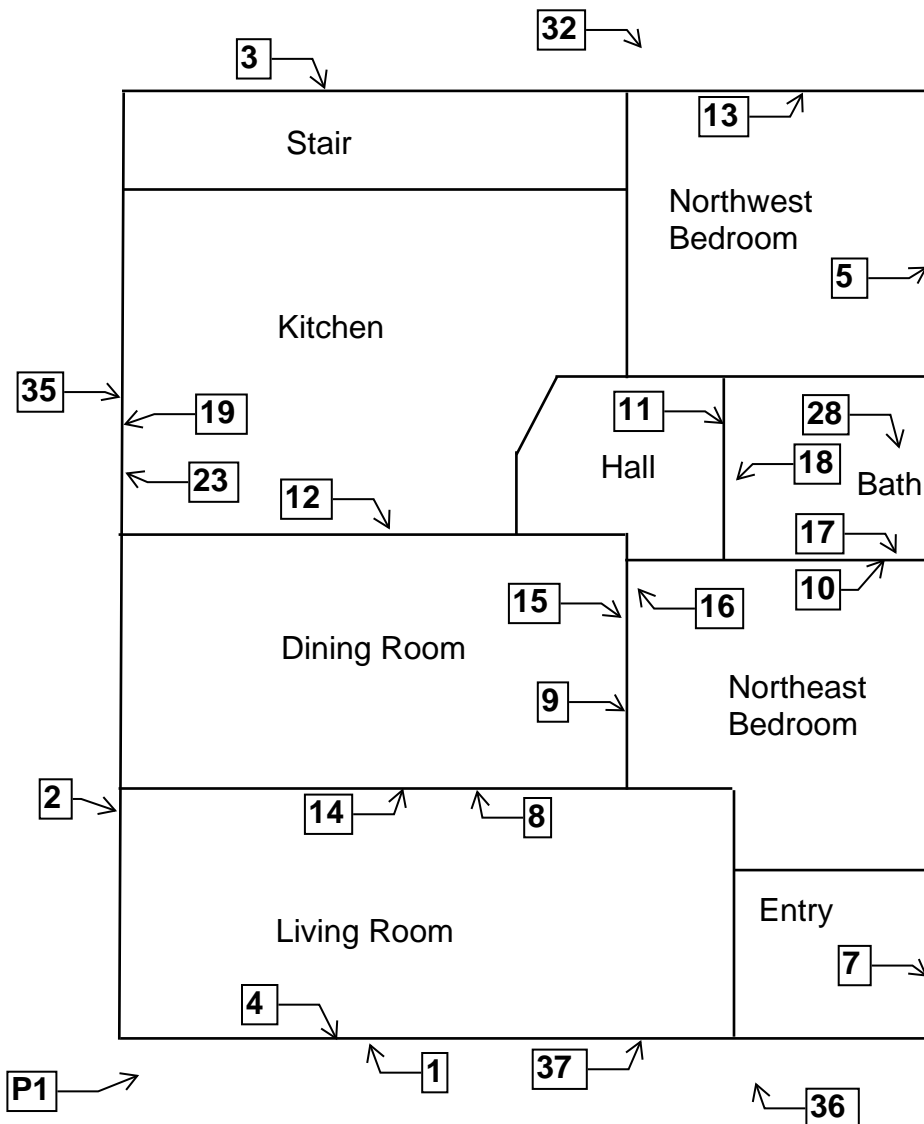 32
3
13
Stair
Northwest
Bedroom
5
Kitchen
35
19
11
28
Hall
18
Bath
23
12
17
15
10
16
Dining Room
9
Northeast
Bedroom
2
14
8
Entry
Living Room
7
4
1
37
P1
36